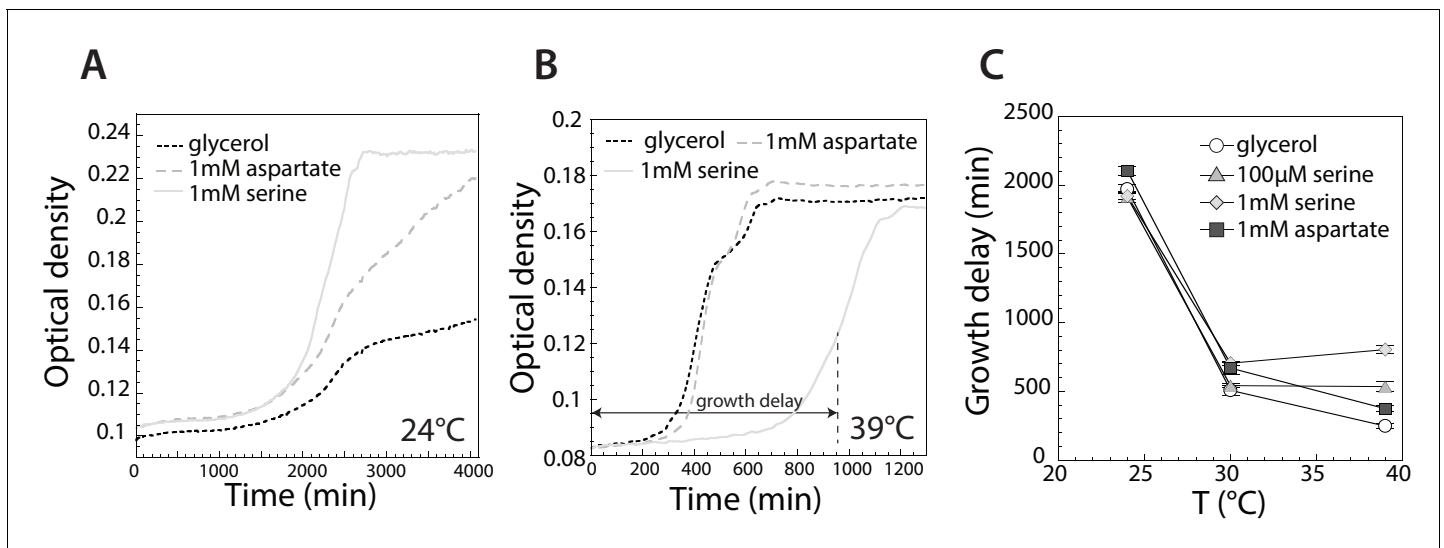 A
Optical density
0.24
0.22
0.2
0.18
0.16
0.14
0.12
0.1
glycerol
1mM aspartate
1mM serine
24°C
0 1000 2000 3000 4000
Time (min)
B
Optical density
0.2
0.18
0.16
0.14
0.12
0.1
0.08
glycerol 1mM aspartate
1mM serine
growth delay
39°C
0 200 400 600 800 1000 1200
Time (min)
C
Growth delay (min)
2500
2000
1500
1000
500
0
glycerol
100µM serine
1mM serine
1mM aspartate
20 25 30 35 40
T (°C)